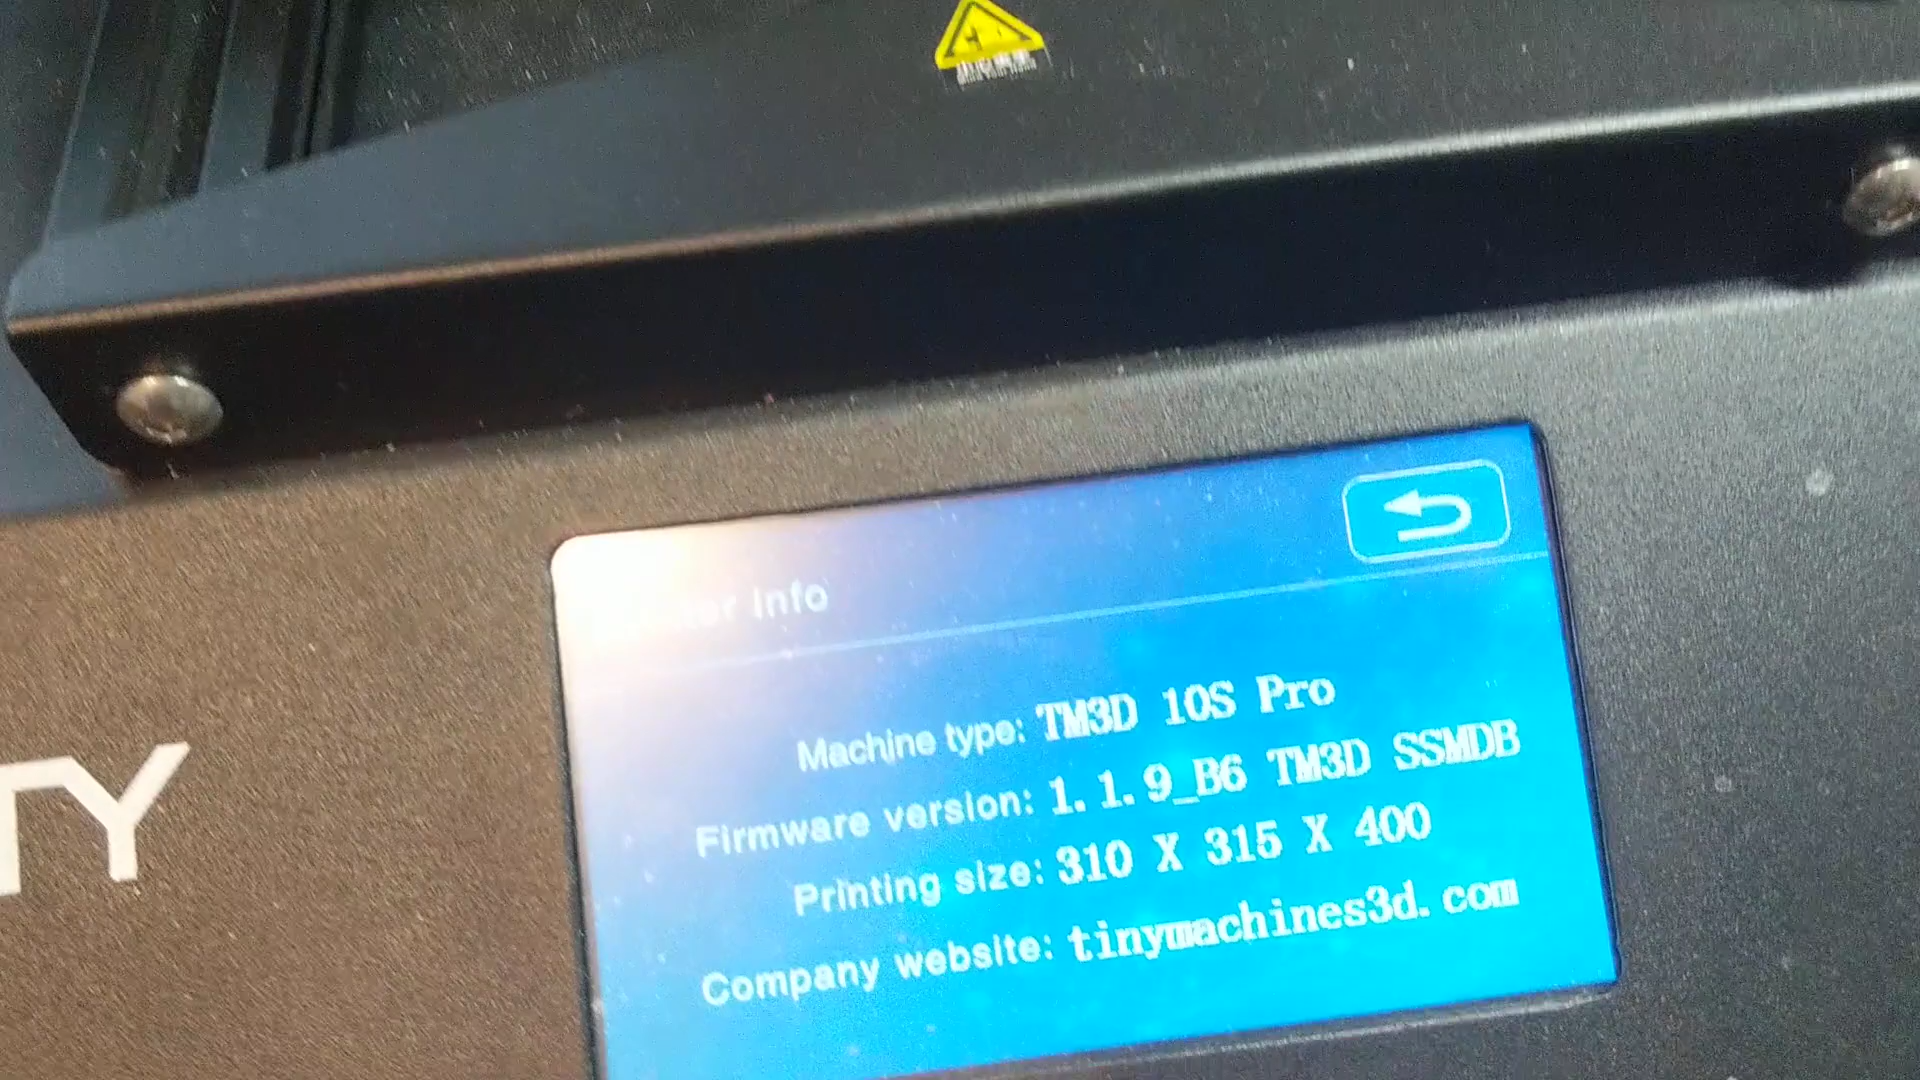 Info
Machine type: TM3D 10S Pro
Firmware version: 1.1.9_B6 TM3D SSMDB
Printing size: 310 X 315 X 400
Company website: tinymachines3d.com
TY